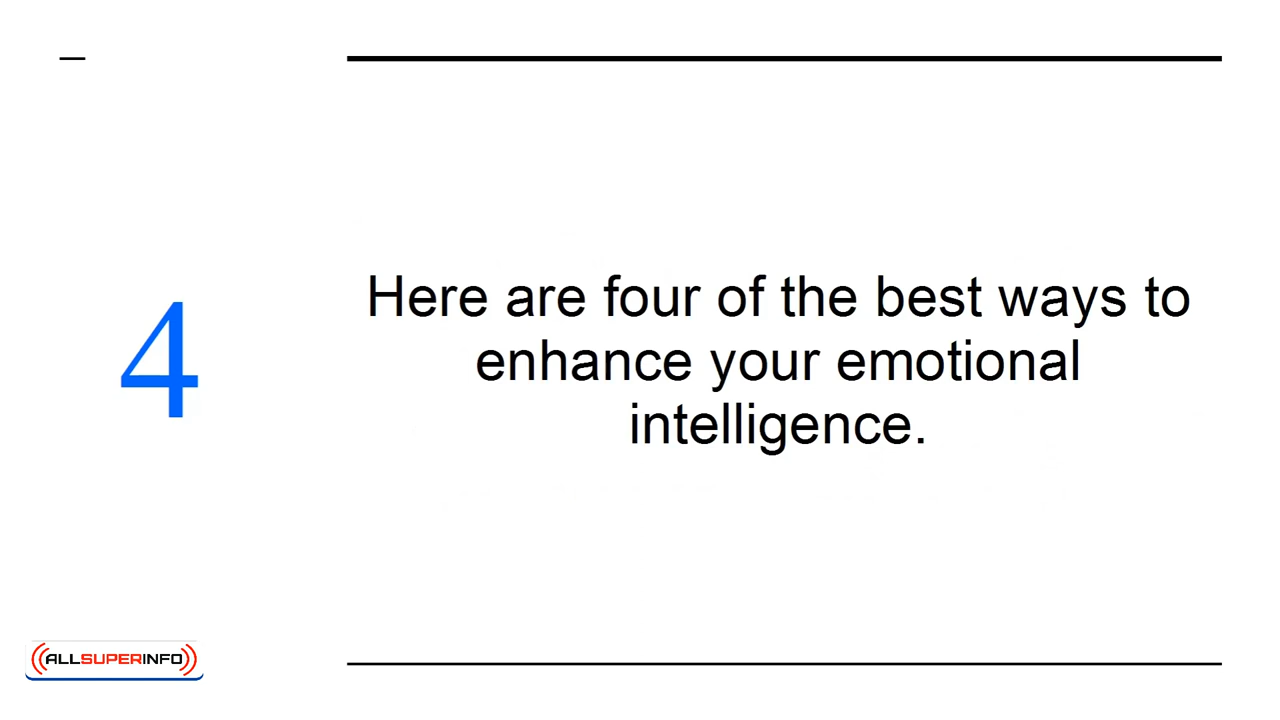 4
Here are four of the best ways to
enhance your emotional
intelligence.
ALLSUPERINFO